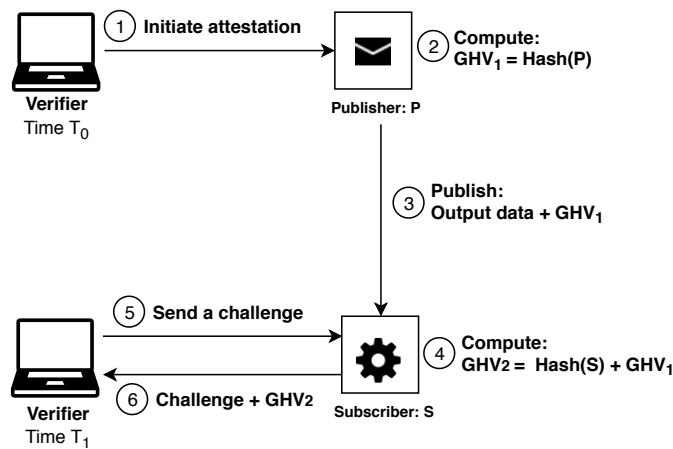 1 Initiate attestation
Verifier
Time T₀
2 Compute:
GHV₁ = Hash(P)
Publisher: P
3 Publish:
Output data + GHV₁
5 Send a challenge
4 Compute:
GHV2 = Hash(S) + GHV₁
6 Challenge + GHV2
Verifier
Time T₁
Subscriber: S